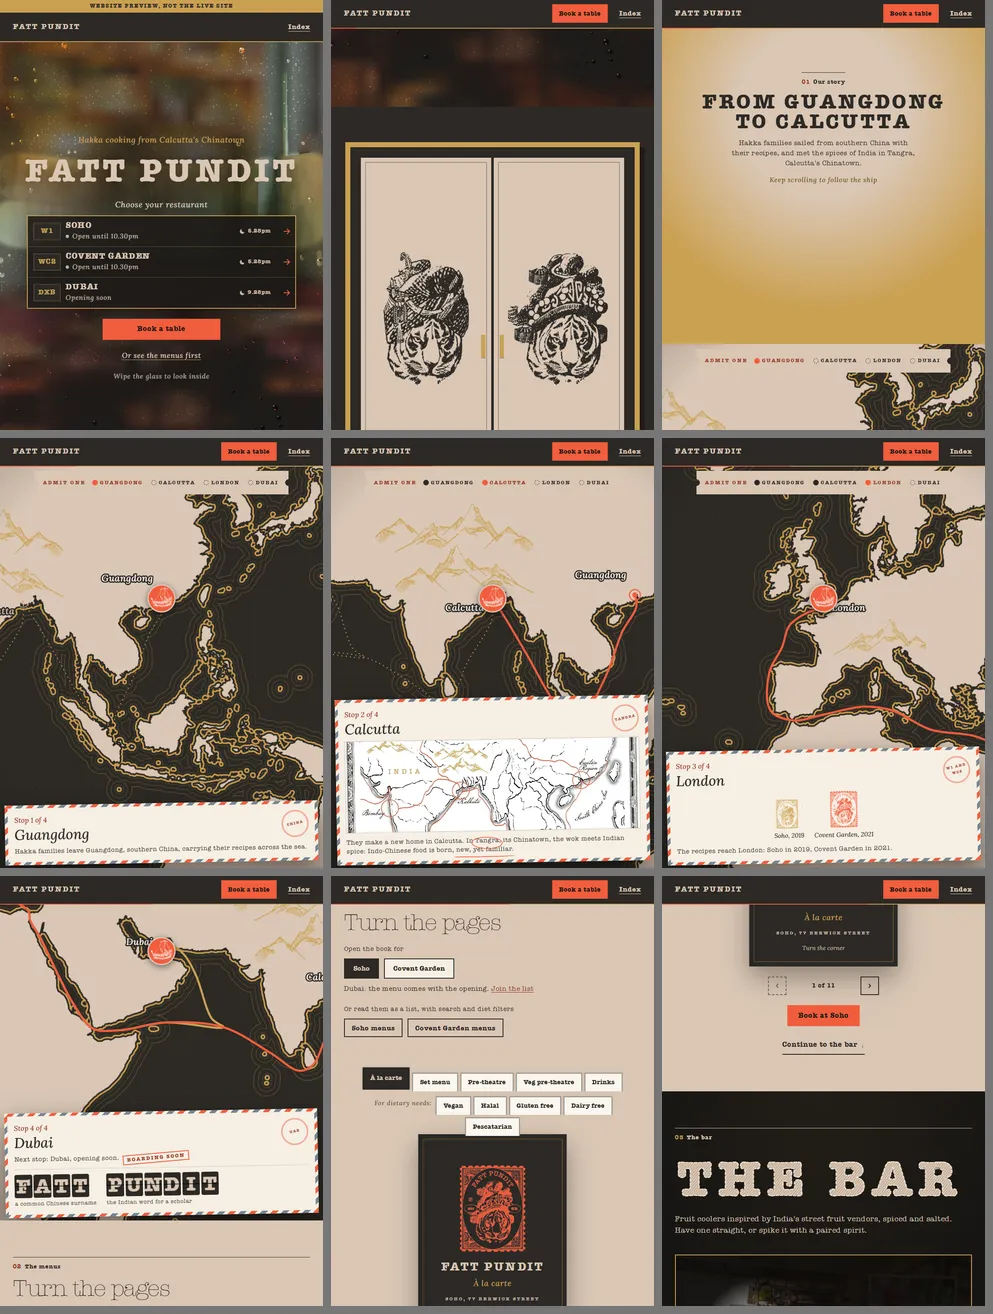 WEBSITE PREVIEW, NOT THE LIVE SITE
FATT PUNDIT
Index
Hakka cooking from Calcutta's Chinatown
FATT PUNDIT
Choose your restaurant
W1 SOHO
Open until 10.30pm
5.28pm
WC2 COVENT GARDEN
Open until 10.30pm
5.28pm
DXB DUBAI
Opening soon
9.28pm
Book a table
Or see the menus first
Wipe the glass to look inside
FATT PUNDIT
Book a table
Index
FATT PUNDIT
Book a table
Index
01 Our story
FROM GUANGDONG
TO CALCUTTA
Hakka families sailed from southern China with
their recipes, and met the spices of India in Tangra,
Calcutta's Chinatown.
Keep scrolling to follow the ship
ADMIT ONE GUANGDONG CALCUTTA LONDON DUBAI
FATT PUNDIT
Book a table
Index
ADMIT ONE GUANGDONG CALCUTTA LONDON DUBAI
Guangdong
Stop 1 of 4
Guangdong
CHINA
Hakka families leave Guangdong, southern China, carrying their recipes across the sea.
FATT PUNDIT
Book a table
Index
ADMIT ONE GUANGDONG CALCUTTA LONDON DUBAI
Guangdong
Calcutta
Stop 2 of 4
Calcutta
TANGRA
INDIA
Bombay
Kolkata
They make a new home in Calcutta. In Tangra, its Chinatown, the wok meets Indian
spice: Indo-Chinese food is born, new, yet familiar.
FATT PUNDIT
Book a table
Index
ADMIT ONE GUANGDONG CALCUTTA LONDON DUBAI
London
Stop 3 of 4
London
W1 AND
WC2
Soho, 2019
Covent Garden, 2021
The recipes reach London: Soho in 2019, Covent Garden in 2021.
FATT PUNDIT
Book a table
Index
Dubai
Stop 4 of 4
Dubai
UAE
Next stop: Dubai, opening soon.
BOARDING SOON
FATT PUNDIT
a common Chinese surname
the Indian word for a scholar
02 The menus
Turn the pages
FATT PUNDIT
Book a table
Index
Turn the pages
Open the book for
Soho
Covent Garden
Dubai: the menu comes with the opening. Join the list
Or read them as lists, with search and diet filters
Soho menus
Covent Garden menus
À la carte
Set menu
Pre-theatre
Veg pre-theatre
Drinks
For dietary needs:
Vegan
Halal
Gluten free
Dairy free
Pescatarian
FATT PUNDIT
FATT PUNDIT
À la carte
SOHO, 77 BERWICK STREET
FATT PUNDIT
Book a table
Index
À la carte
SOHO, 77 BERWICK STREET
Turn the corner
1 of 11
Book at Soho
Continue to the bar
03 The bar
THE BAR
Fruit coolers inspired by India's street fruit vendors, spiced and salted.
Have one straight, or spike it with a paired spirit.